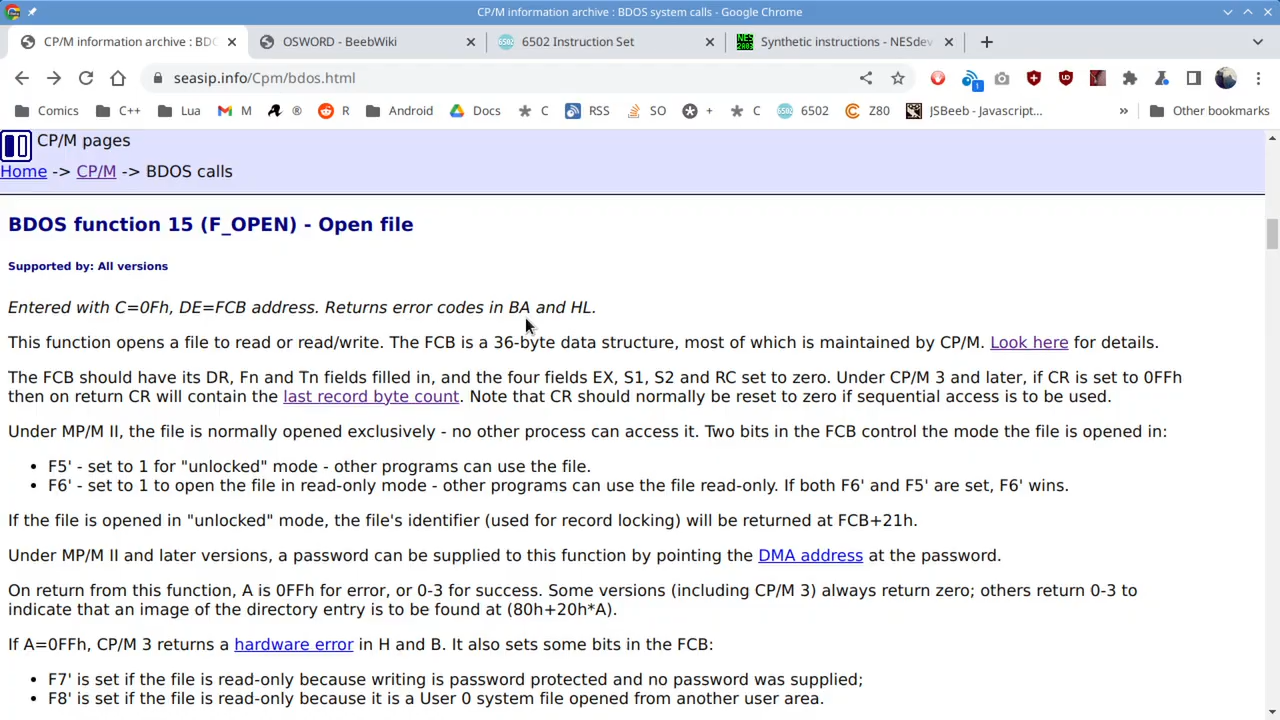 CP/M information archive : BDOS system calls - Google Chrome
CP/M information archive : BDO
OSWORD - BeebWiki
6502 Instruction Set
Synthetic instructions - NESdev
seasip.info/Cpm/bdos.html
Comics C++ Lua M ® R Android Docs C RSS SO + C 6502 Z80 JSBeeb - Javascript... » Other bookmarks
CP/M pages
Home -> CP/M -> BDOS calls
BDOS function 15 (F_OPEN) - Open file
Supported by: All versions
Entered with C=0Fh, DE=FCB address. Returns error codes in BA and HL.
This function opens a file to read or read/write. The FCB is a 36-byte data structure, most of which is maintained by CP/M. Look here for details.
The FCB should have its DR, Fn and Tn fields filled in, and the four fields EX, S1, S2 and RC set to zero. Under CP/M 3 and later, if CR is set to 0FFh
then on return CR will contain the last record byte count. Note that CR should normally be reset to zero if sequential access is to be used.
Under MP/M II, the file is normally opened exclusively - no other process can access it. Two bits in the FCB control the mode the file is opened in:
• F5' - set to 1 for "unlocked" mode - other programs can use the file.
• F6' - set to 1 to open the file in read-only mode - other programs can use the file read-only. If both F6' and F5' are set, F6' wins.
If the file is opened in "unlocked" mode, the file's identifier (used for record locking) will be returned at FCB+21h.
Under MP/M II and later versions, a password can be supplied to this function by pointing the DMA address at the password.
On return from this function, A is 0FFh for error, or 0-3 for success. Some versions (including CP/M 3) always return zero; others return 0-3 to
indicate that an image of the directory entry is to be found at (80h+20h*A).
If A=0FFh, CP/M 3 returns a hardware error in H and B. It also sets some bits in the FCB:
• F7' is set if the file is read-only because writing is password protected and no password was supplied;
• F8' is set if the file is read-only because it is a User 0 system file opened from another user area.